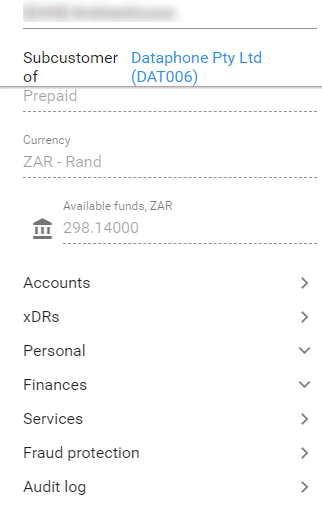 Subcustomer Dataphone Pty Ltd
of (DAT006)
Prepaid
Currency
ZAR - Rand
Available funds, ZAR
298.14000
Accounts
xDRs
Personal
Finances
Services
Fraud protection
Audit log